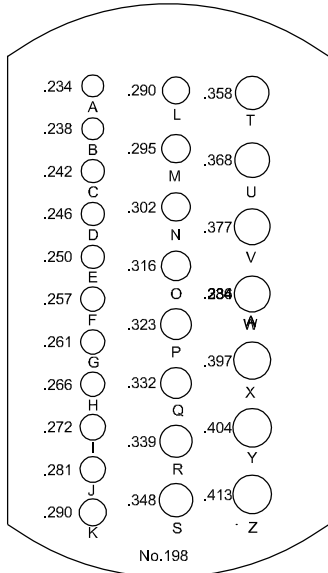 .234
A
.238
B
.242
C
.246
D
.250
E
.257
F
.261
G
.266
H
.272
I
.281
J
.290
K
.290
L
.295
M
.302
N
.316
O
.323
P
.332
Q
.339
R
.348
S
.358
T
.368
U
.377
V
W
.397
X
.404
Y
.413
Z
No.198